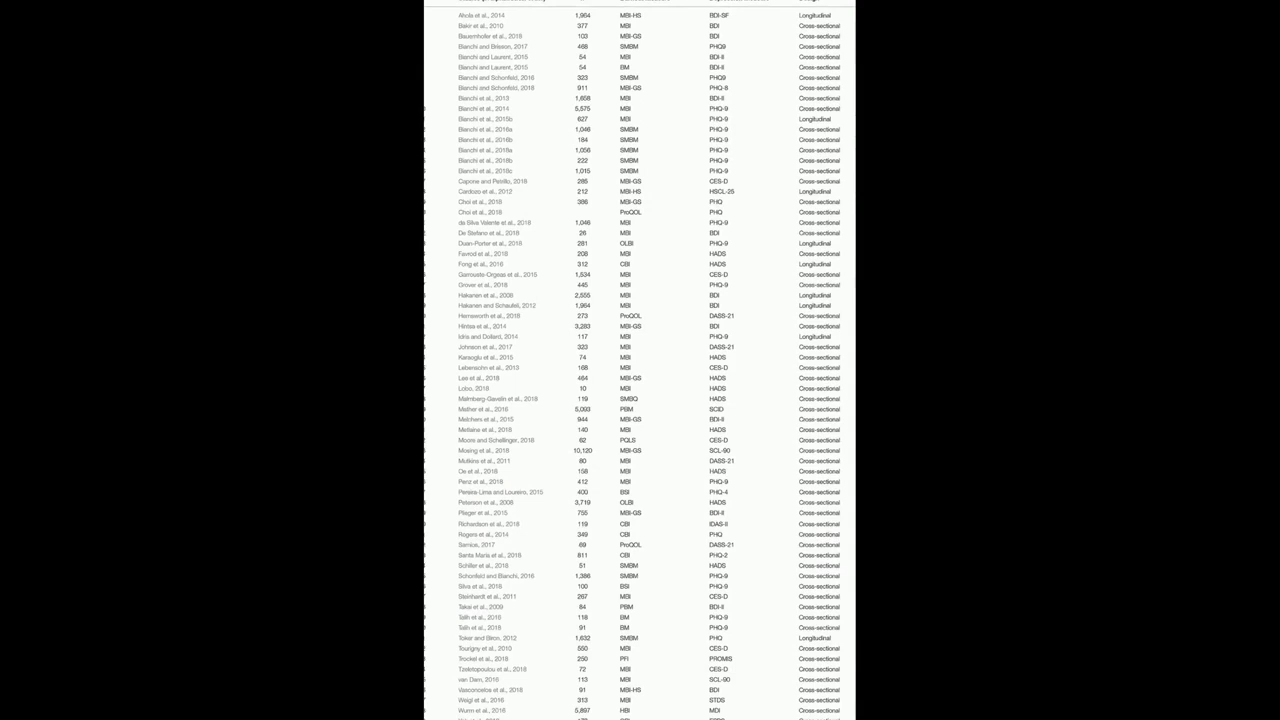 Ahola et al., 2014 1,964 MBI-HS BDI-SF Longitudinal
Bakir et al., 2010 377 MBI BDI Cross-sectional
Bauernhofer et al., 2018 103 MBI-GS BDI Cross-sectional
Bianchi and Brisson, 2017 468 SMBM PHQ9 Cross-sectional
Bianchi and Laurent, 2015 54 MBI BDI-II Cross-sectional
Bianchi and Laurent, 2015 54 BM BDI-II Cross-sectional
Bianchi and Schonfeld, 2016 323 SMBM PHQ9 Cross-sectional
Bianchi and Schonfeld, 2018 911 MBI-GS PHQ-8 Cross-sectional
Bianchi et al., 2013 1,658 MBI BDI-II Cross-sectional
Bianchi et al., 2014 5,575 MBI PHQ-9 Cross-sectional
Bianchi et al., 2015b 627 MBI PHQ-9 Longitudinal
Bianchi et al., 2016a 1,046 SMBM PHQ-9 Cross-sectional
Bianchi et al., 2016b 184 SMBM PHQ-9 Cross-sectional
Bianchi et al., 2018a 1,056 SMBM PHQ-9 Cross-sectional
Bianchi et al., 2018b 222 SMBM PHQ-9 Cross-sectional
Bianchi et al., 2018c 1,015 SMBM PHQ-9 Cross-sectional
Capone and Petrillo, 2018 285 MBI-GS CES-D Cross-sectional
Cardozo et al., 2012 212 MBI-HS HSCL-25 Longitudinal
Choi et al., 2018 386 MBI-GS PHQ Cross-sectional
Choi et al., 2018 ProQOL PHQ Cross-sectional
da Silva Valente et al., 2018 1,046 MBI PHQ-9 Cross-sectional
De Stefano et al., 2018 26 MBI BDI Cross-sectional
Duan-Porter et al., 2018 281 OLBI PHQ-9 Longitudinal
Favrod et al., 2018 208 MBI HADS Cross-sectional
Fong et al., 2016 312 CBI HADS Longitudinal
Garrouste-Orgeas et al., 2015 1,534 MBI CES-D Cross-sectional
Grover et al., 2018 445 MBI PHQ-9 Cross-sectional
Hakanen et al., 2008 2,555 MBI BDI Longitudinal
Hakanen and Schaufeli, 2012 1,964 MBI BDI Longitudinal
Hemsworth et al., 2018 273 ProQOL DASS-21 Cross-sectional
Hintsa et al., 2014 3,283 MBI-GS BDI Cross-sectional
Idris and Dollard, 2014 117 MBI PHQ-9 Longitudinal
Johnson et al., 2017 323 MBI DASS-21 Cross-sectional
Karaoglu et al., 2015 74 MBI HADS Cross-sectional
Lebensohn et al., 2013 168 MBI CES-D Cross-sectional
Lee et al., 2018 464 MBI-GS HADS Cross-sectional
Lobo, 2018 10 MBI HADS Cross-sectional
Malmberg-Gavelin et al., 2018 119 SMBQ HADS Cross-sectional
Mather et al., 2016 5,093 PBM SCID Cross-sectional
Melchers et al., 2015 944 MBI-GS BDI-II Cross-sectional
Metlaine et al., 2018 140 MBI HADS Cross-sectional
Moore and Schellinger, 2018 62 PQLS CES-D Cross-sectional
Mosing et al., 2018 10,120 MBI-GS SCL-90 Cross-sectional
Mutkins et al., 2011 80 MBI DASS-21 Cross-sectional
Oe et al., 2018 158 MBI HADS Cross-sectional
Penz et al., 2018 412 MBI PHQ-9 Cross-sectional
Pereira-Lima and Loureiro, 2015 400 BSI PHQ-4 Cross-sectional
Peterson et al., 2008 3,719 OLBI HADS Cross-sectional
Plieger et al., 2015 755 MBI-GS BDI-II Cross-sectional
Richardson et al., 2018 119 CBI IDAS-II Cross-sectional
Rogers et al., 2014 349 CBI PHQ Cross-sectional
Samios, 2017 69 ProQOL DASS-21 Cross-sectional
Santa Maria et al., 2018 811 CBI PHQ-2 Cross-sectional
Schiller et al., 2018 51 SMBM HADS Cross-sectional
Schonfeld and Bianchi, 2016 1,386 SMBM PHQ-9 Cross-sectional
Silva et al., 2018 100 BSI PHQ-9 Cross-sectional
Steinhardt et al., 2011 267 MBI CES-D Cross-sectional
Takai et al., 2009 84 PBM BDI-II Cross-sectional
Talih et al., 2016 118 BM PHQ-9 Cross-sectional
Talih et al., 2018 91 BM PHQ-9 Cross-sectional
Toker and Biron, 2012 1,632 SMBM PHQ Longitudinal
Tourigny et al., 2010 550 MBI CES-D Cross-sectional
Trockel et al., 2018 250 PFI PROMIS Cross-sectional
Tzeletopoulou et al., 2018 72 MBI CES-D Cross-sectional
van Dam, 2016 113 MBI SCL-90 Cross-sectional
Vasconcelos et al., 2018 91 MBI-HS BDI Cross-sectional
Weigl et al., 2016 313 MBI STDS Cross-sectional
Wurm et al., 2016 5,897 HBI MDI Cross-sectional